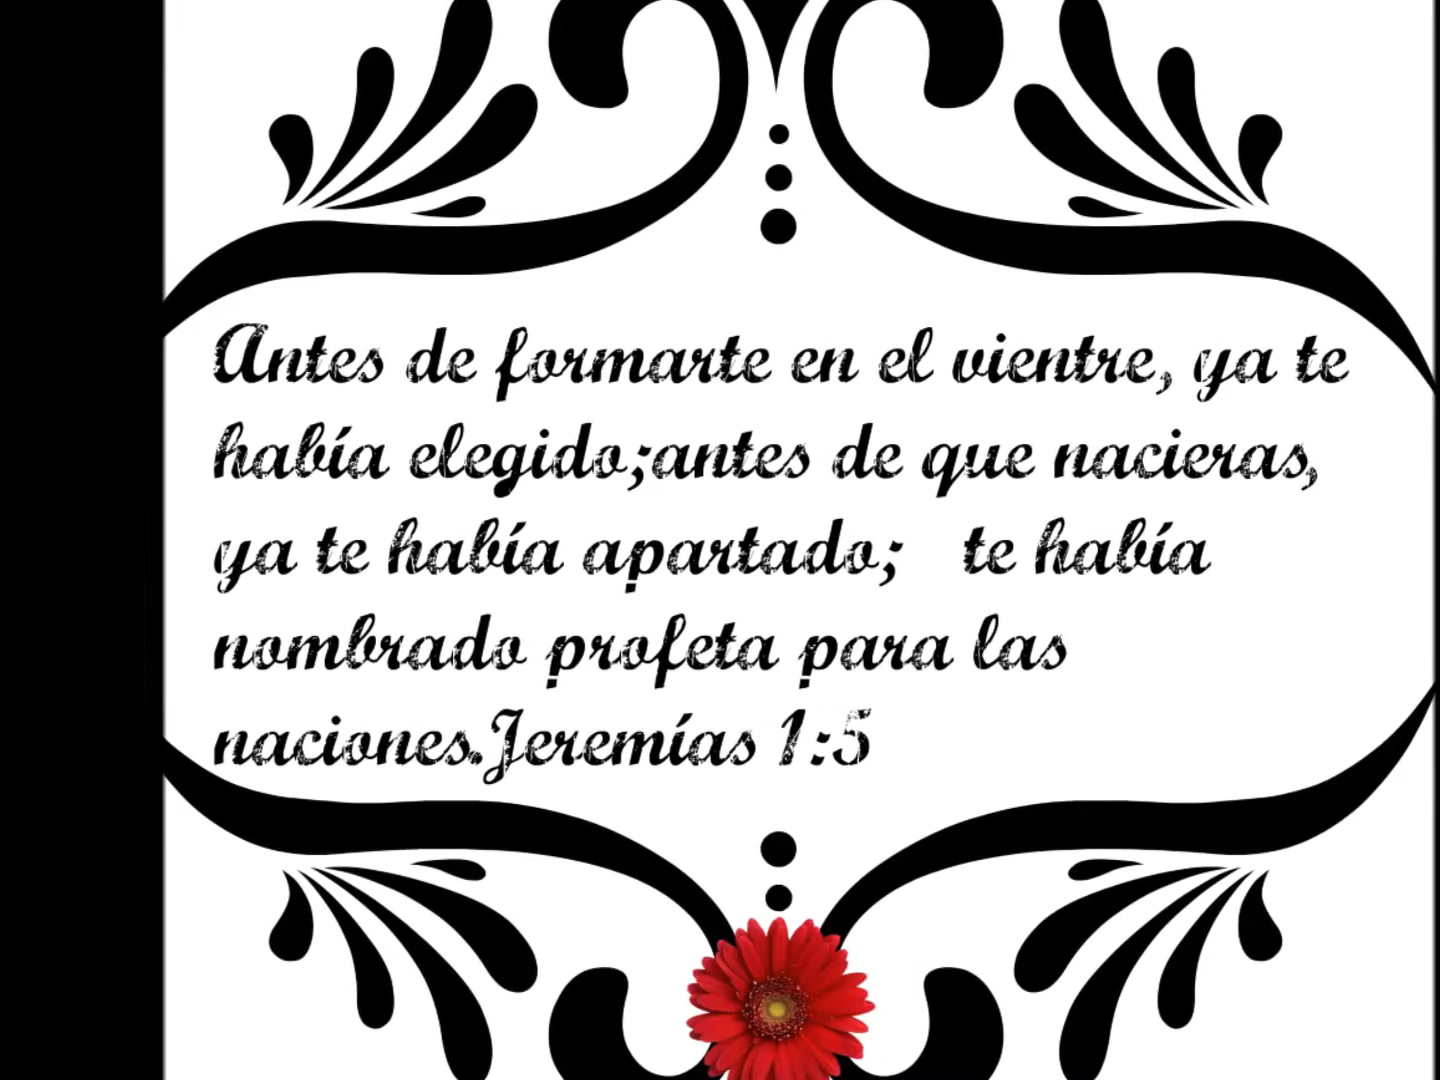 Antes de formarte en el vientre, ya te
había elegido;antes de que nacieras,
ya te había apartado;   te había
nombrado profeta para las
naciones.Jeremías 1:5